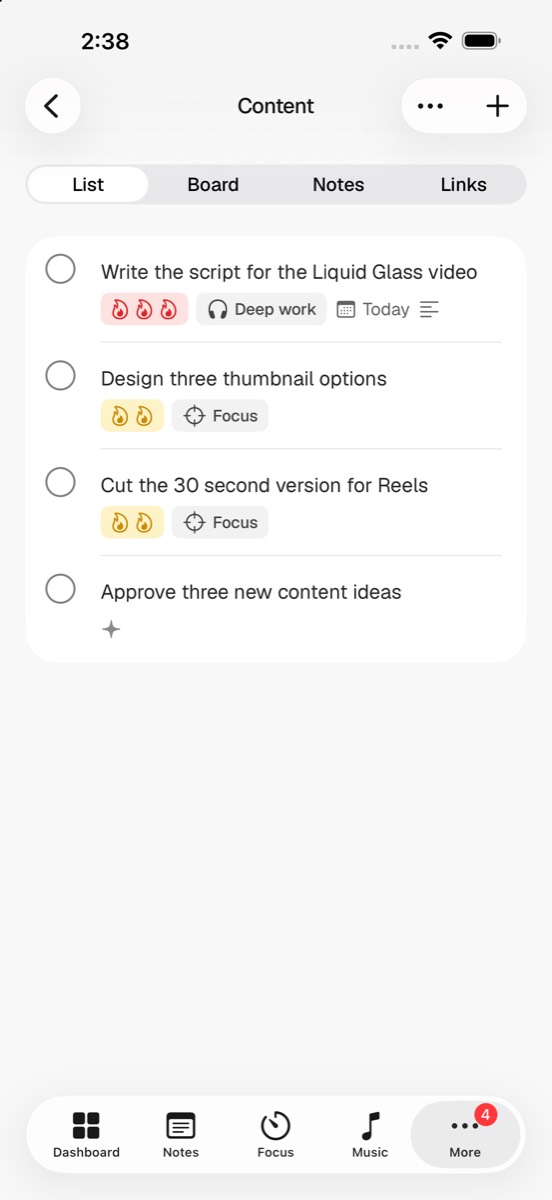 2:38
Content
List Board Notes Links
Write the script for the Liquid Glass video
Deep work Today
Design three thumbnail options
Focus
Cut the 30 second version for Reels
Focus
Approve three new content ideas
4
Dashboard Notes Focus Music More